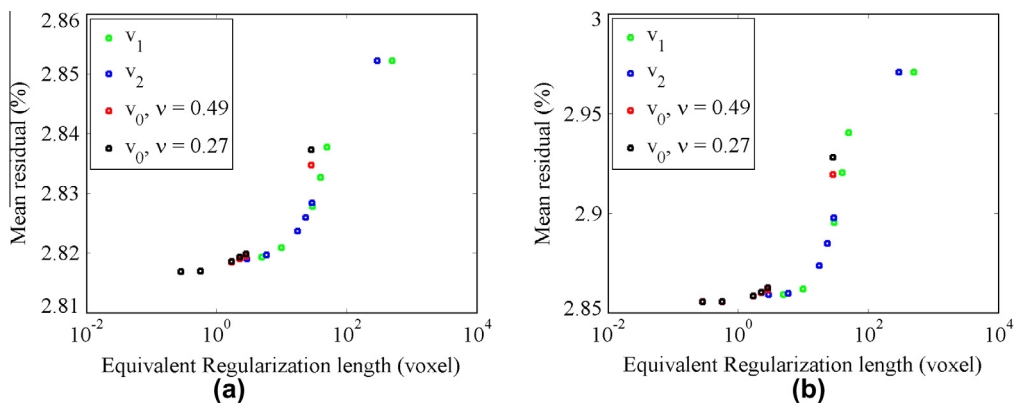 2.86
2.85
2.84
2.83
2.82
2.81
Mean residual (%)
v1
v2
v0, ν = 0.49
v0, ν = 0.27
10^-2
10^0
10^2
10^4
Equivalent Regularization length (voxel)
(a)
3
2.95
2.9
2.85
Mean residual (%)
v1
v2
v0, ν = 0.49
v0, ν = 0.27
10^-2
10^0
10^2
10^4
Equivalent Regularization length (voxel)
(b)